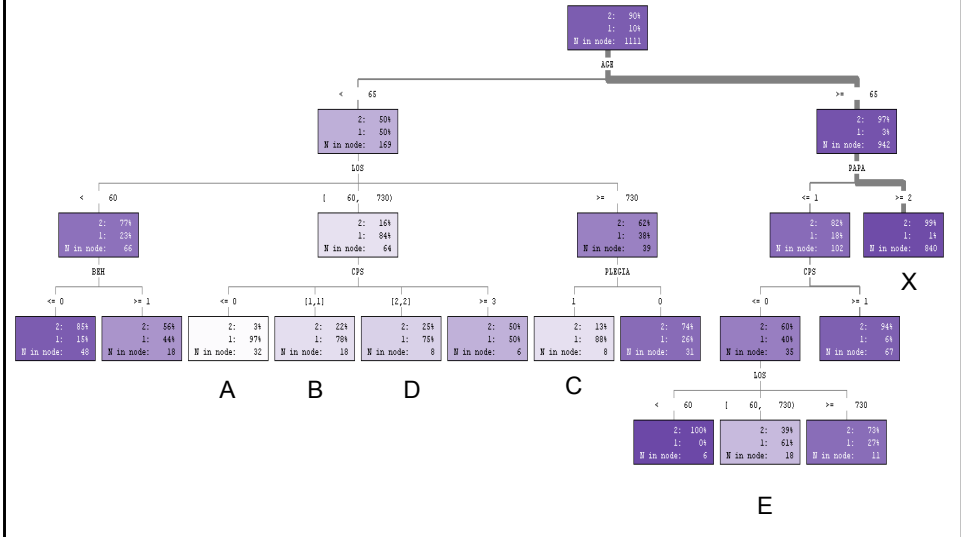 2: 90%
1: 10%
N in node: 1111
AGE
< 65
>= 65
2: 50%
1: 50%
N in node: 169
2: 97%
1: 3%
N in node: 942
LOS
PAPA
< 60
[ 60, 730)
>= 730
<= 1
>= 2
2: 77%
1: 23%
N in node: 66
2: 16%
1: 84%
N in node: 64
2: 62%
1: 38%
N in node: 39
2: 82%
1: 18%
N in node: 102
2: 99%
1: 1%
N in node: 840
BEH
CPS
PLEGIA
CPS
X
<= 0
>= 1
<= 0
[1,1]
[2,2]
>= 3
1
0
<= 0
>= 1
2: 85%
1: 15%
N in node: 48
2: 56%
1: 44%
N in node: 18
2: 3%
1: 97%
N in node: 32
2: 22%
1: 78%
N in node: 18
2: 25%
1: 75%
N in node: 8
2: 50%
1: 50%
N in node: 6
2: 13%
1: 88%
N in node: 8
2: 74%
1: 26%
N in node: 31
2: 60%
1: 40%
N in node: 35
2: 94%
1: 6%
N in node: 67
A
B
D
C
LOS
< 60
[ 60, 730)
>= 730
2: 100%
1: 0%
N in node: 6
2: 39%
1: 61%
N in node: 18
2: 73%
1: 27%
N in node: 11
E